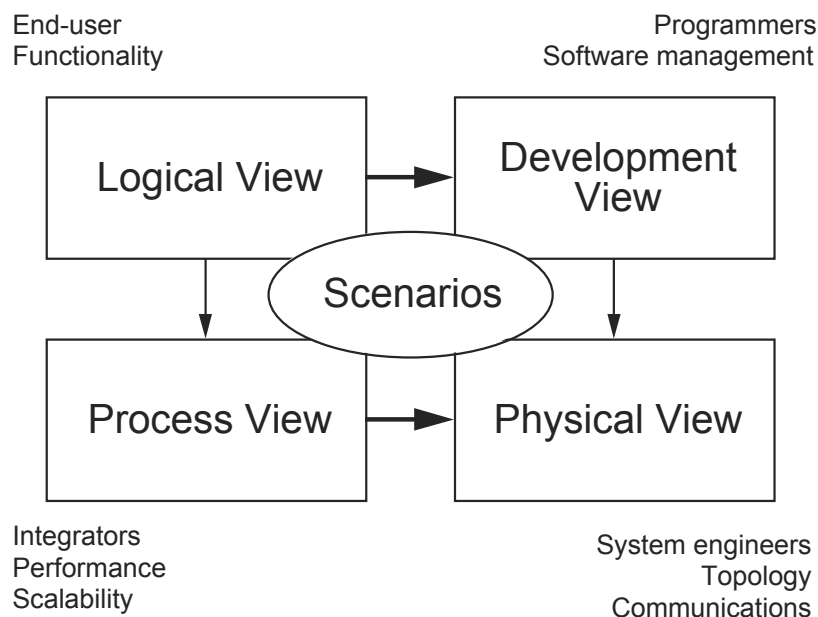 End-user
Functionality
Programmers
Software management
Logical View
Development
View
Scenarios
Process View
Physical View
Integrators
Performance
Scalability
System engineers
Topology
Communications